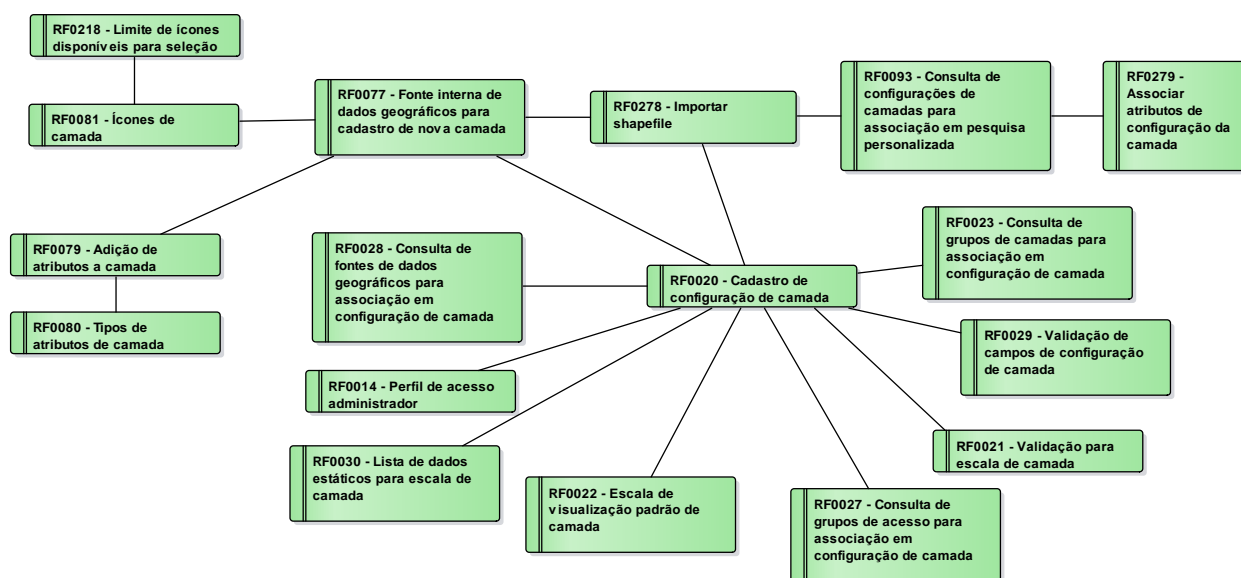 RF0218 - Limite de ícones
disponíveis para seleção
RF0081 - Ícones de
camada
RF0077 - Fonte interna de
dados geográficos para
cadastro de nova camada
RF0278 - Importar
shapefile
RF0093 - Consulta de
configurações de
camadas para
associação em pesquisa
personalizada
RF0279 -
Associar
atributos de
configuração da
camada
RF0079 - Adição de
atributos a camada
RF0080 - Tipos de
atributos de camada
RF0028 - Consulta de
fontes de dados
geográficos para
associação em
configuração de camada
RF0020 - Cadastro de
configuração de camada
RF0023 - Consulta de
grupos de camadas para
associação em
configuração de camada
RF0029 - Validação de
campos de configuração
de camada
RF0014 - Perfil de acesso
administrador
RF0030 - Lista de dados
estáticos para escala de
camada
RF0022 - Escala de
visualização padrão de
camada
RF0027 - Consulta de
grupos de acesso para
associação em
configuração de camada
RF0021 - Validação para
escala de camada